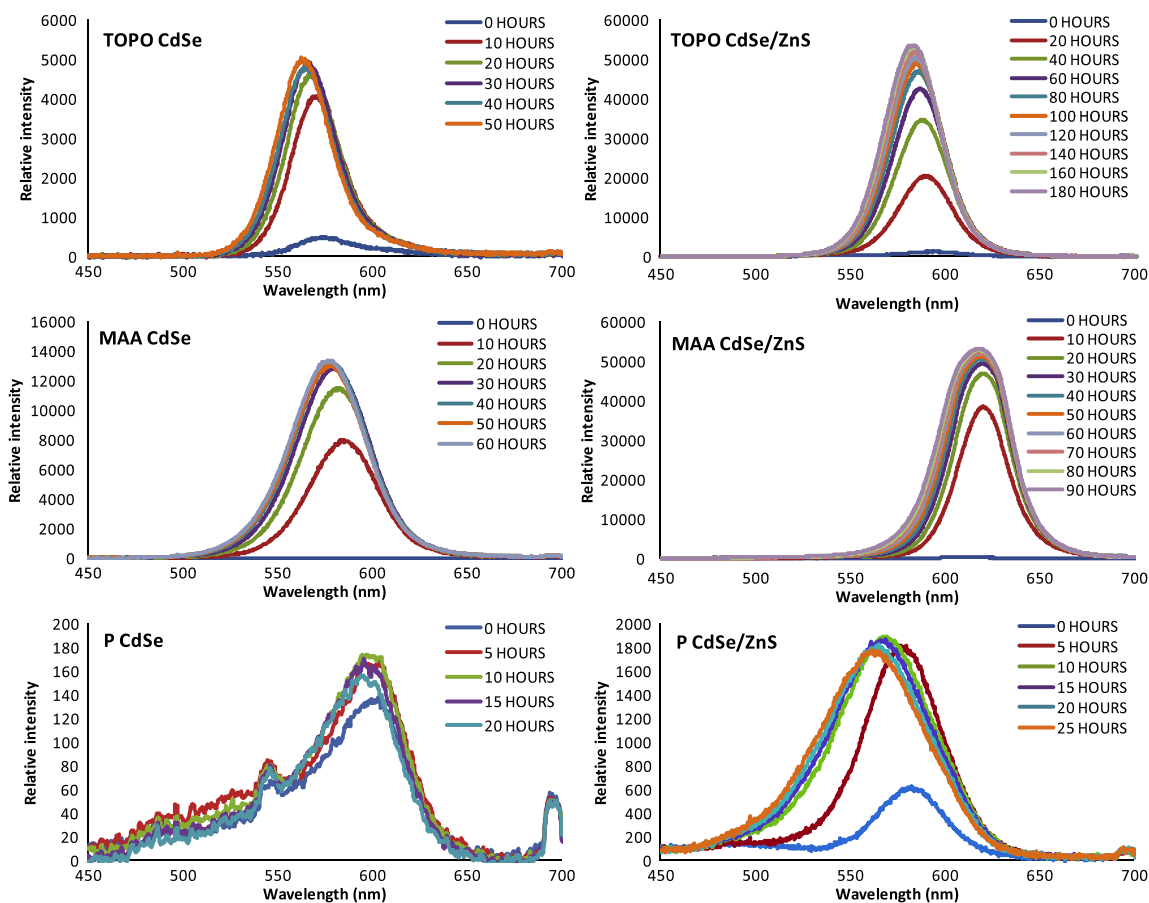 TOPO CdSe
Relative intensity
6000
5000
4000
3000
2000
1000
0
450 500 550 600 650 700
Wavelength (nm)
0 HOURS
10 HOURS
20 HOURS
30 HOURS
40 HOURS
50 HOURS
TOPO CdSe/ZnS
Relative intensity
60000
50000
40000
30000
20000
10000
0
450 500 550 600 650 700
Wavelength (nm)
0 HOURS
20 HOURS
40 HOURS
60 HOURS
80 HOURS
100 HOURS
120 HOURS
140 HOURS
160 HOURS
180 HOURS
MAA CdSe
Relative intensity
16000
14000
12000
10000
8000
6000
4000
2000
0
450 500 550 600 650 700
Wavelength (nm)
0 HOURS
10 HOURS
20 HOURS
30 HOURS
40 HOURS
50 HOURS
60 HOURS
MAA CdSe/ZnS
Relative intensity
60000
50000
40000
30000
20000
10000
0
450 500 550 600 650 700
Wavelength (nm)
0 HOURS
10 HOURS
20 HOURS
30 HOURS
40 HOURS
50 HOURS
60 HOURS
70 HOURS
80 HOURS
90 HOURS
P CdSe
Relative intensity
200
180
160
140
120
100
80
60
40
20
0
450 500 550 600 650 700
Wavelength (nm)
0 HOURS
5 HOURS
10 HOURS
15 HOURS
20 HOURS
P CdSe/ZnS
Relative intensity
2000
1800
1600
1400
1200
1000
800
600
400
200
0
450 500 550 600 650 700
Wavelength (nm)
0 HOURS
5 HOURS
10 HOURS
15 HOURS
20 HOURS
25 HOURS